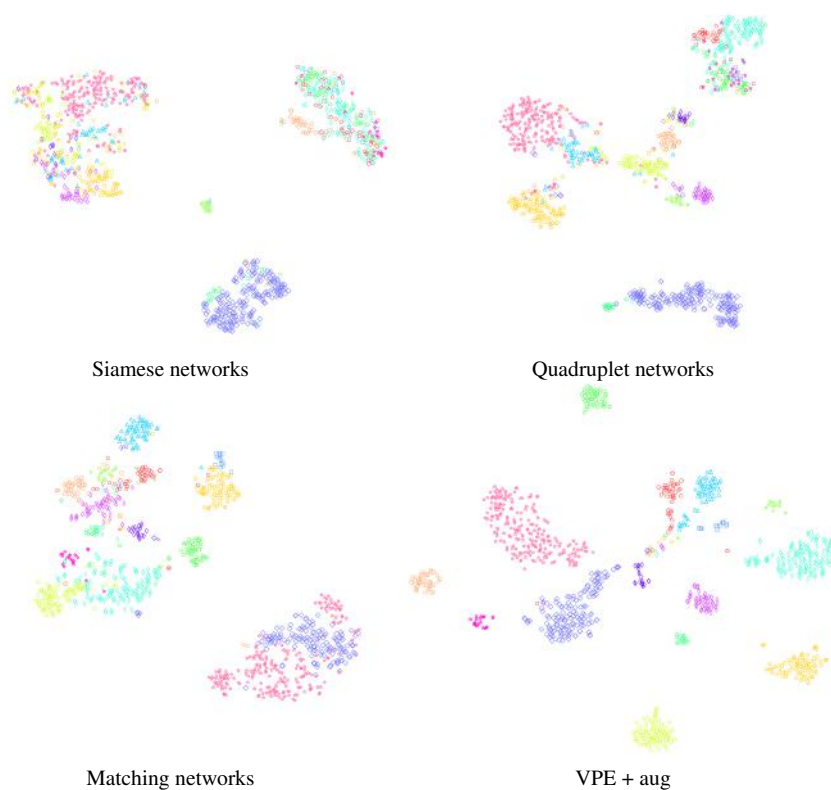 Siamese networks
Quadruplet networks
Matching networks
VPE + aug